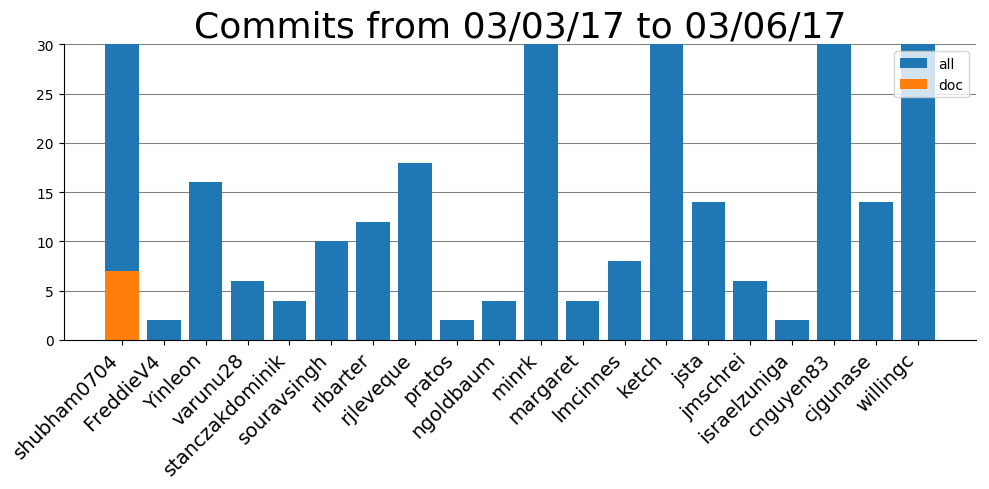 Commits from 03/03/17 to 03/06/17
30
25
20
15
10
5
0
all
doc
shubham0704
FreddieV4
Yinleon
varunu28
stanczakdominik
souravsingh
rlbarter
rjleveque
pratos
ngoldbaum
minrk
margaret
lmcinnes
ketch
jsta
jmschrei
israelzuniga
cnguyen83
cjgunase
willingc